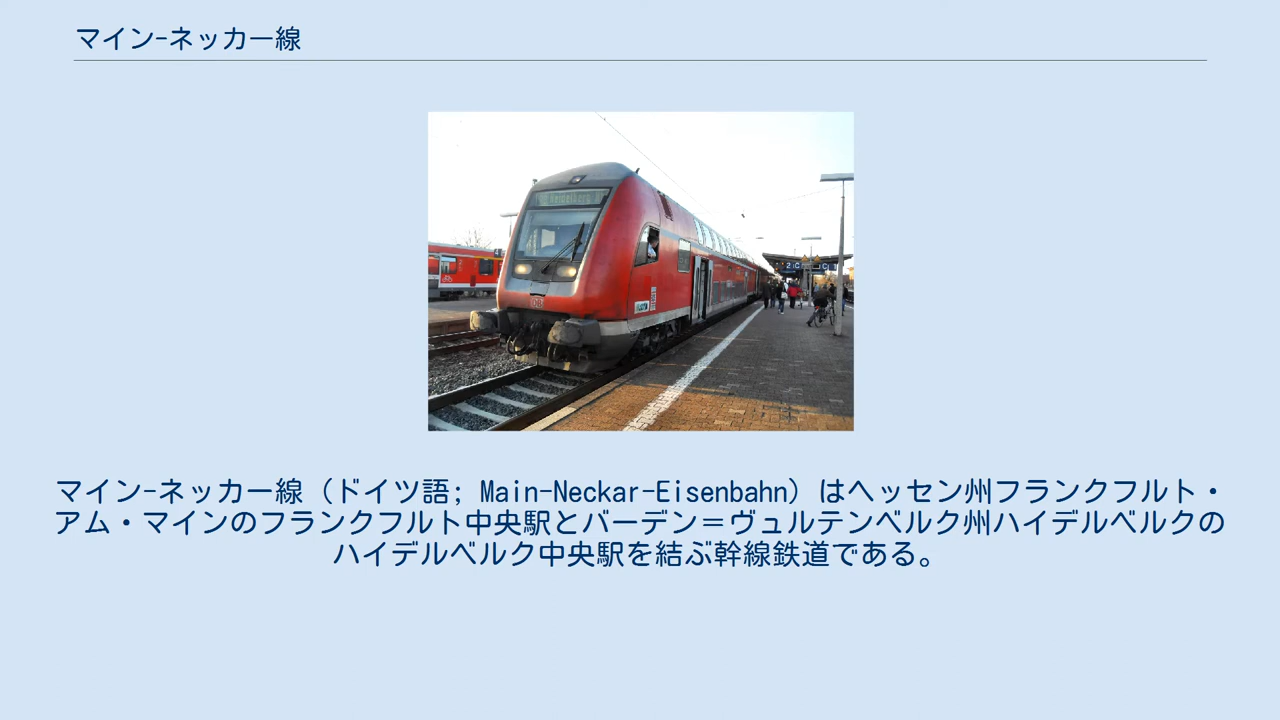 マイン-ネッカー線
マイン-ネッカー線（ドイツ語; Main-Neckar-Eisenbahn）はヘッセン州フランクフルト・
アム・マインのフランクフルト中央駅とバーデン＝ヴュルテンベルク州ハイデルベルクの
ハイデルベルク中央駅を結ぶ幹線鉄道である。